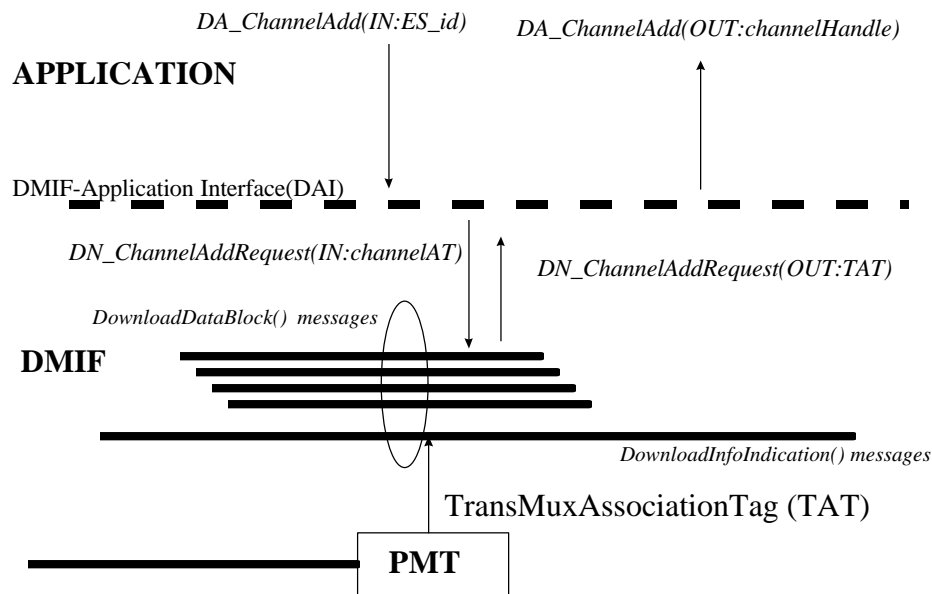 DA_ChannelAdd(IN:ES_id)
DA_ChannelAdd(OUT:channelHandle)
APPLICATION
DMIF-Application Interface(DAI)
DN_ChannelAddRequest(IN:channelAT)
DN_ChannelAddRequest(OUT:TAT)
DownloadDataBlock() messages
DMIF
DownloadInfoIndication() messages
TransMuxAssociationTag (TAT)
PMT